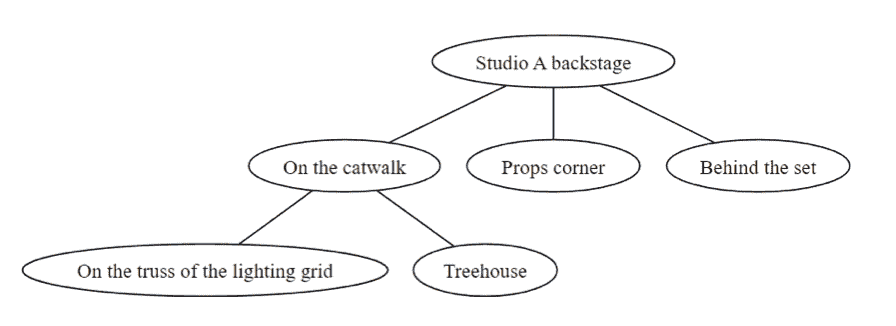 Studio A backstage
On the catwalk
Props corner
Behind the set
On the truss of the lighting grid
Treehouse